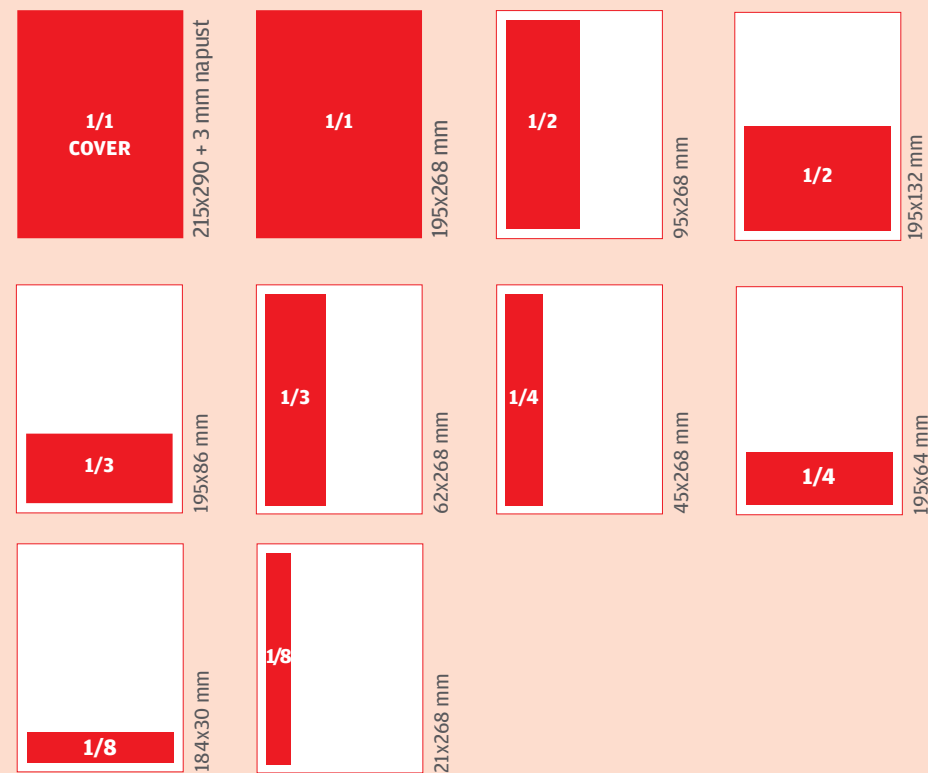 1/1
COVER
215x290 + 3 mm napust
1/1
195x268 mm
1/2
95x268 mm
1/2
195x132 mm
1/3
195x86 mm
1/3
62x268 mm
1/4
45x268 mm
1/4
195x64 mm
1/8
184x30 mm
1/8
21x268 mm